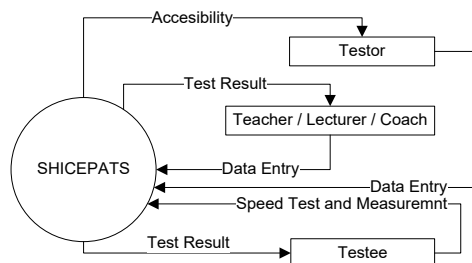 Accesibility
Testor
Test Result
Teacher / Lecturer / Coach
SHICEPATS
Data Entry
Data Entry
Speed Test and Measuremnt
Test Result
Testee